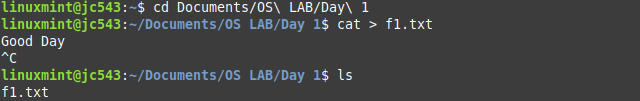 linuxmint@jc543:~$ cd Documents/OS\ LAB/Day\ 1
linuxmint@jc543:~/Documents/OS LAB/Day 1$ cat > f1.txt
Good Day
^C
linuxmint@jc543:~/Documents/OS LAB/Day 1$ ls
f1.txt